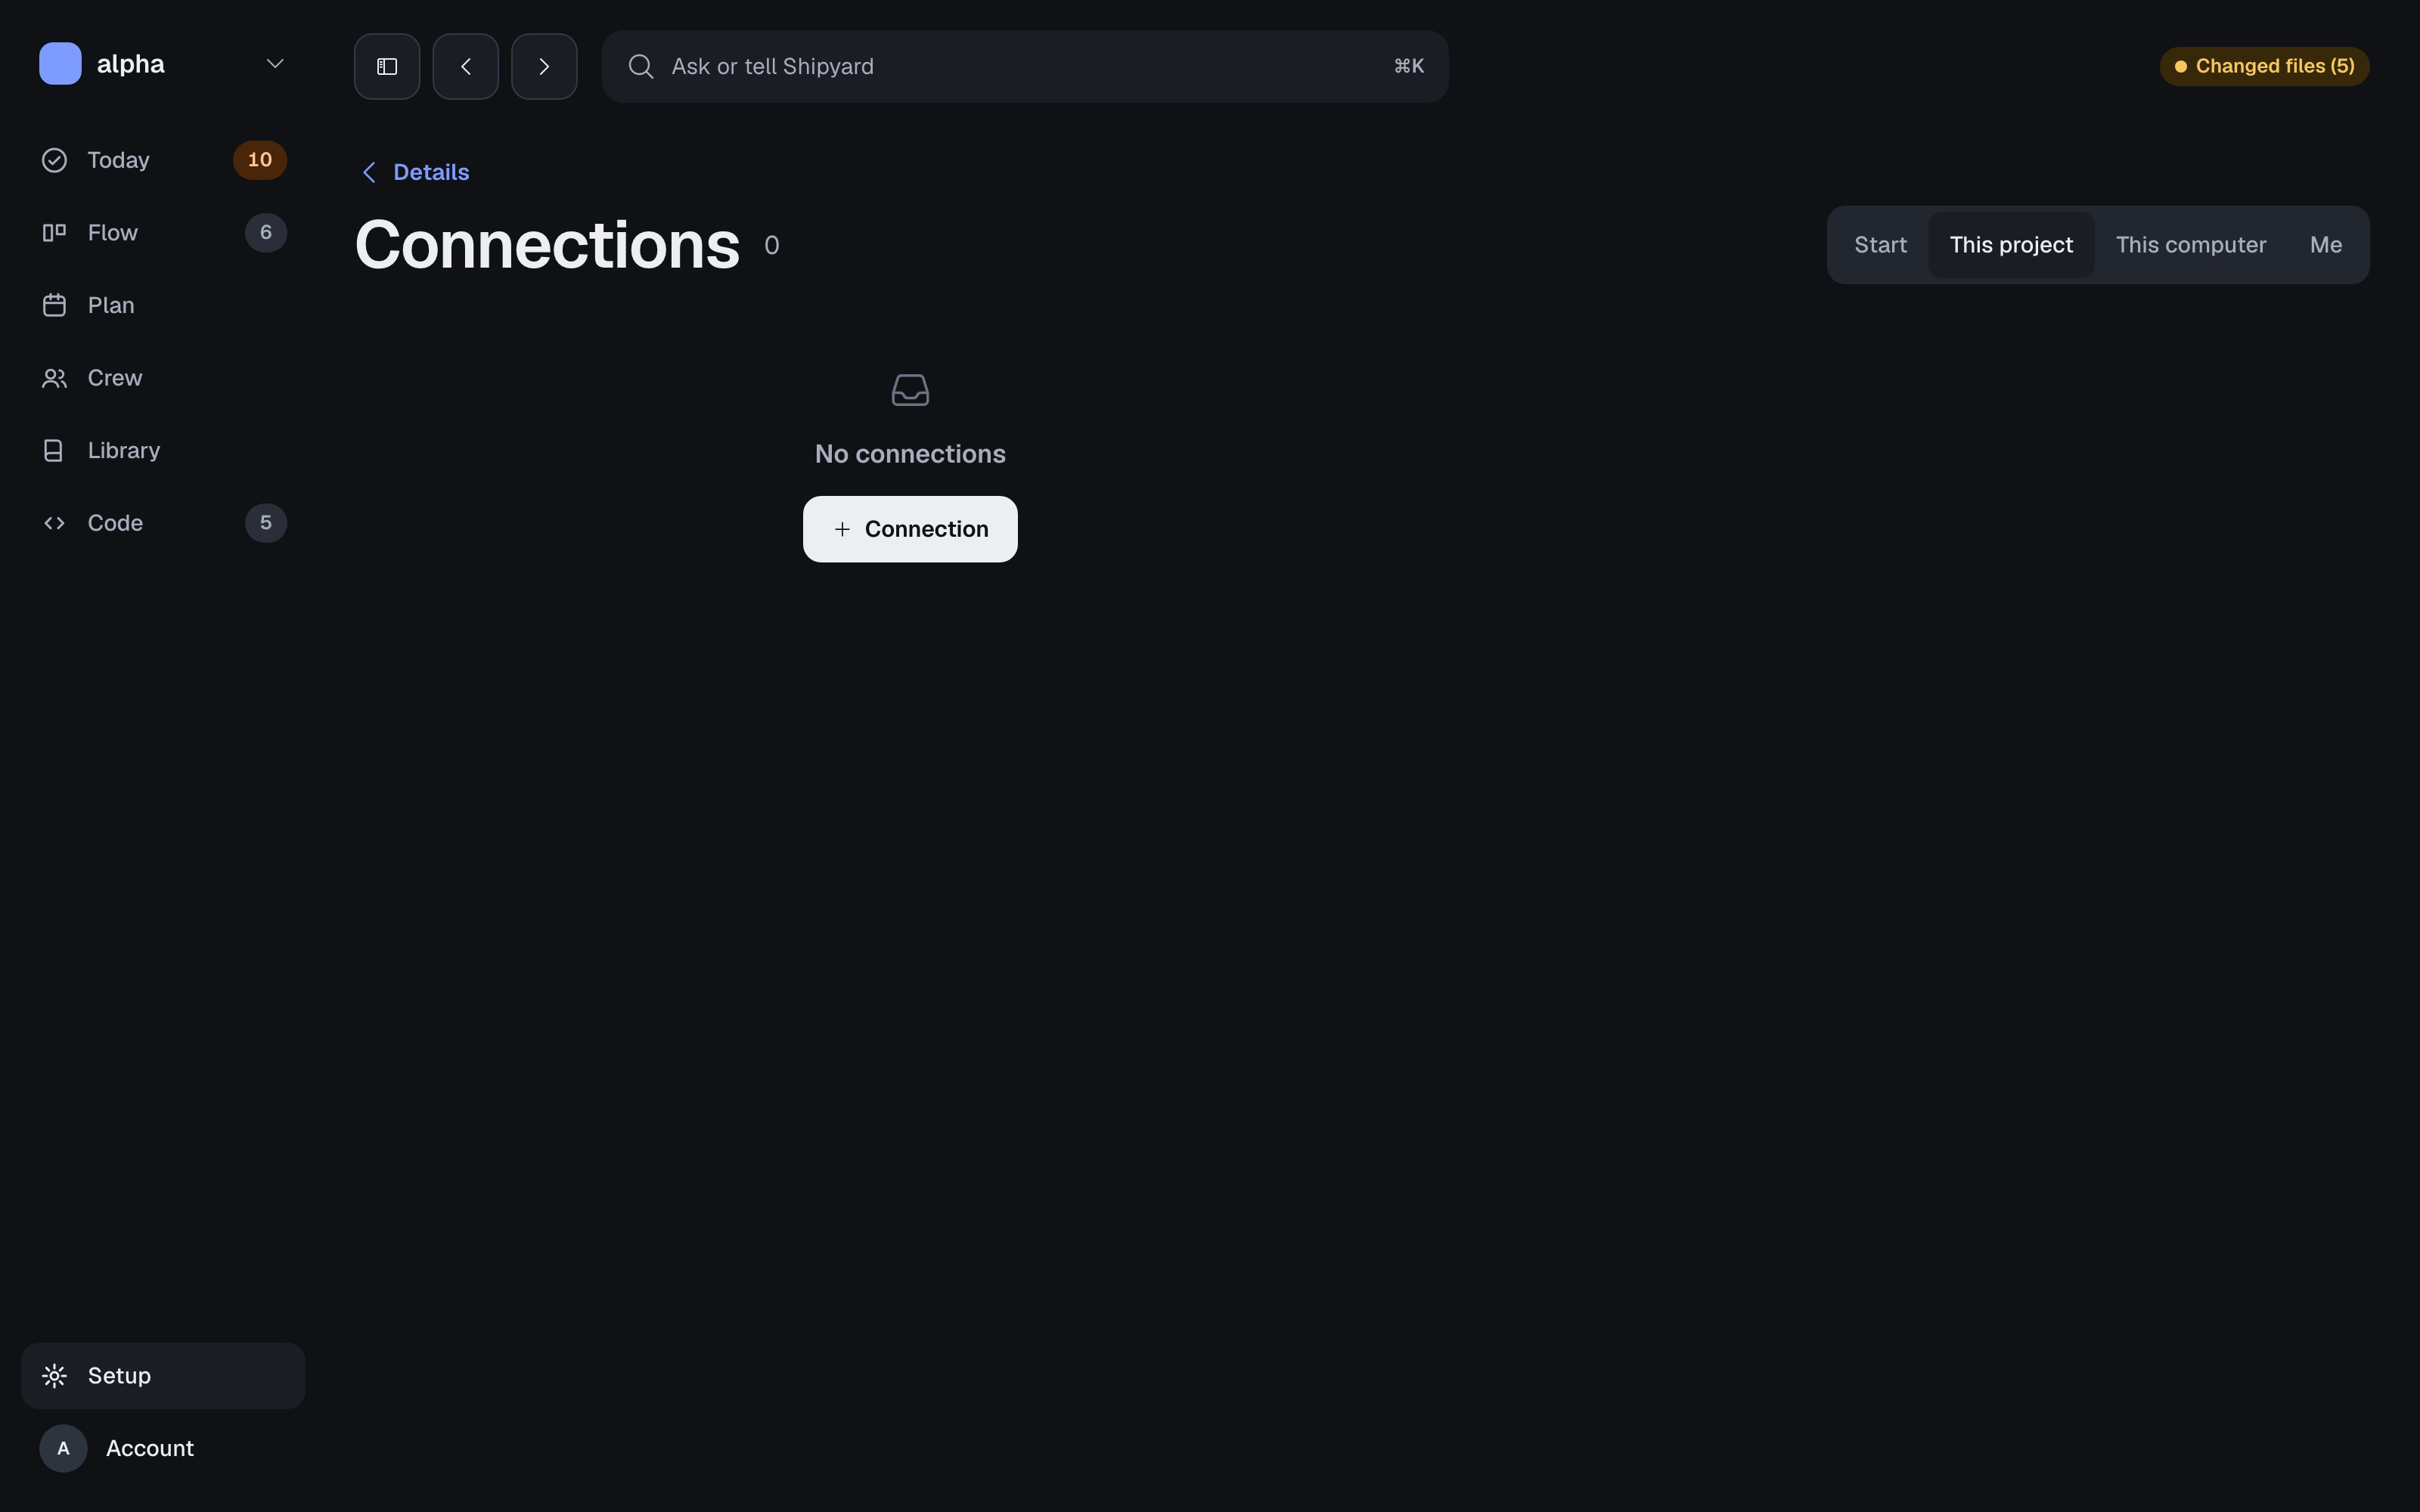 alpha
Ask or tell Shipyard ⌘K
Changed files (5)
Today 10
Flow 6
Plan
Crew
Library
Code 5
Details
Connections 0
Start This project This computer Me
No connections
+ Connection
Setup
A Account